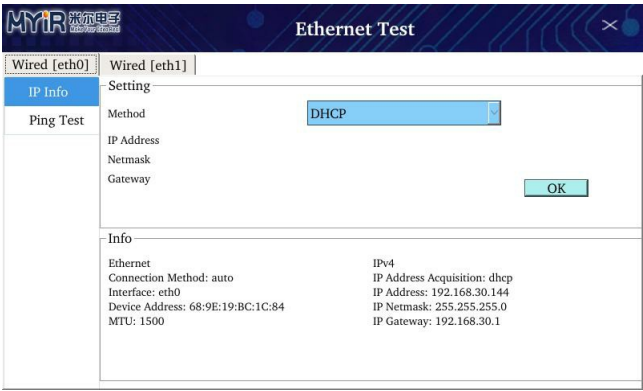 MYiR 米尔电子
Make Your Idea Real
Ethernet Test
Wired [eth0] Wired [eth1]
IP Info
Ping Test
Setting
Method DHCP
IP Address
Netmask
Gateway
OK
Info
Ethernet
Connection Method: auto
Interface: eth0
Device Address: 68:9E:19:BC:1C:84
MTU: 1500
IPv4
IP Address Acquisition: dhcp
IP Address: 192.168.30.144
IP Netmask: 255.255.255.0
IP Gateway: 192.168.30.1